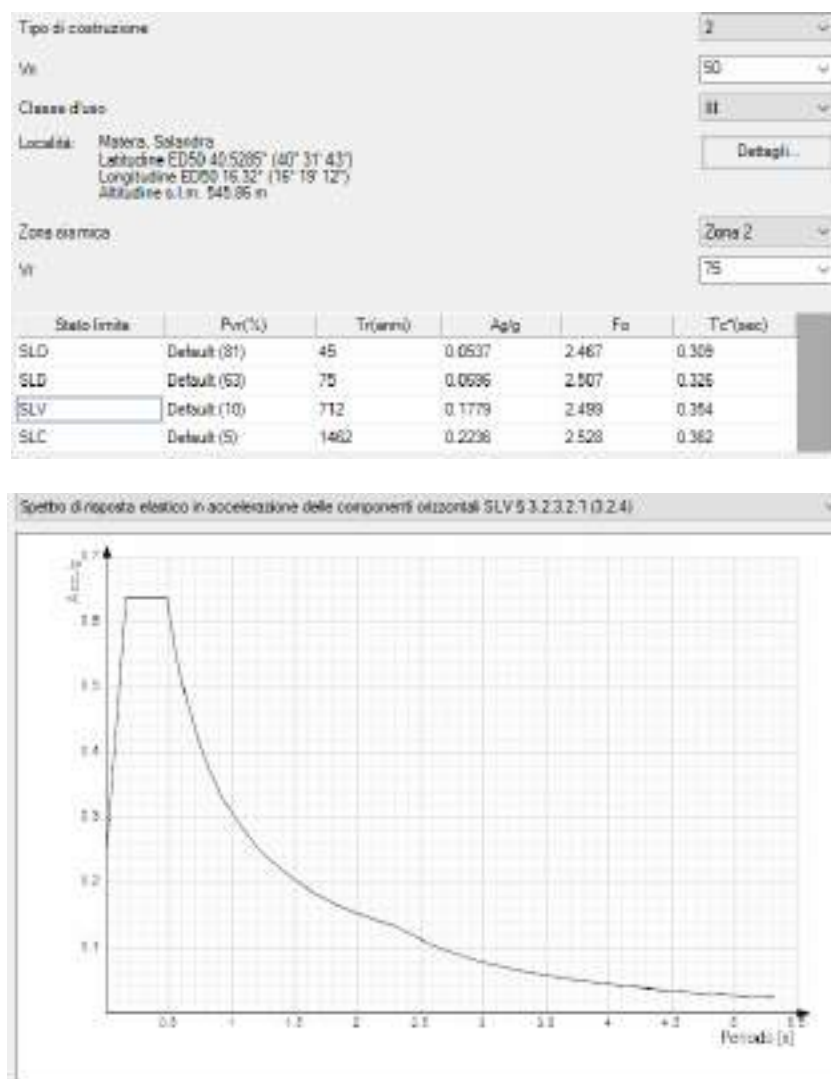 Tipo di costruzione 2
Vn 50
Classe d'uso III
Località: Matera, Salandra Dettagli...
Latitudine ED50 40.5285° (40° 31' 43")
Longitudine ED50 16.32° (16° 19' 12")
Altitudine s.l.m. 545.86 m
Zona sismica Zona 2
Vr 75
Stato limite Pvr(%) Tr(anni) Ag/g Fo T*c(sec)
SLO Default (81) 45 0.0537 2.467 0.309
SLD Default (63) 75 0.0696 2.507 0.326
SLV Default (10) 712 0.1779 2.499 0.354
SLC Default (5) 1462 0.2236 2.528 0.362
Spettro di risposta elastico in accelerazione delle componenti orizzontali SLV § 3.2.3.2.1 (3.2.4)
0.7
0.6
0.5
0.4
0.3
0.2
0.1
0.5 1 1.5 2 2.5 3 3.5 4 4.5 5 5.5
Periodo [s]